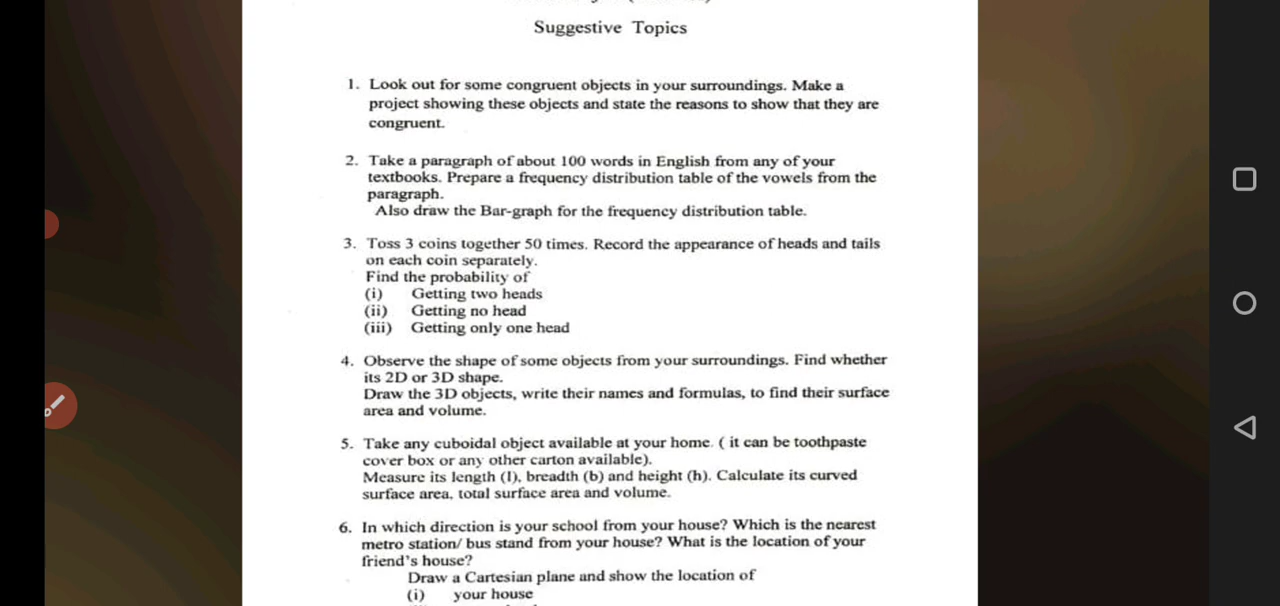 Suggestive Topics
1. Look out for some congruent objects in your surroundings. Make a
project showing these objects and state the reasons to show that they are
congruent.
2. Take a paragraph of about 100 words in English from any of your
textbooks. Prepare a frequency distribution table of the vowels from the
paragraph.
Also draw the Bar-graph for the frequency distribution table.
3. Toss 3 coins together 50 times. Record the appearance of heads and tails
on each coin separately.
Find the probability of
(i) Getting two heads
(ii) Getting no head
(iii) Getting only one head
4. Observe the shape of some objects from your surroundings. Find whether
its 2D or 3D shape.
Draw the 3D objects, write their names and formulas, to find their surface
area and volume.
5. Take any cuboidal object available at your home. ( it can be toothpaste
cover box or any other carton available).
Measure its length (l), breadth (b) and height (h). Calculate its curved
surface area, total surface area and volume.
6. In which direction is your school from your house? Which is the nearest
metro station/ bus stand from your house? What is the location of your
friend's house?
Draw a Cartesian plane and show the location of
(i) your house